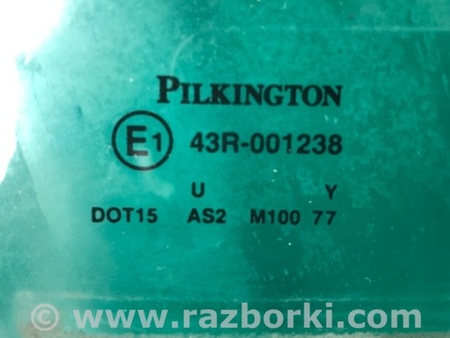 PILKINGTON
E1 43R-001238
U Y
DOT15 AS2 M100 77
© www.razborki.com